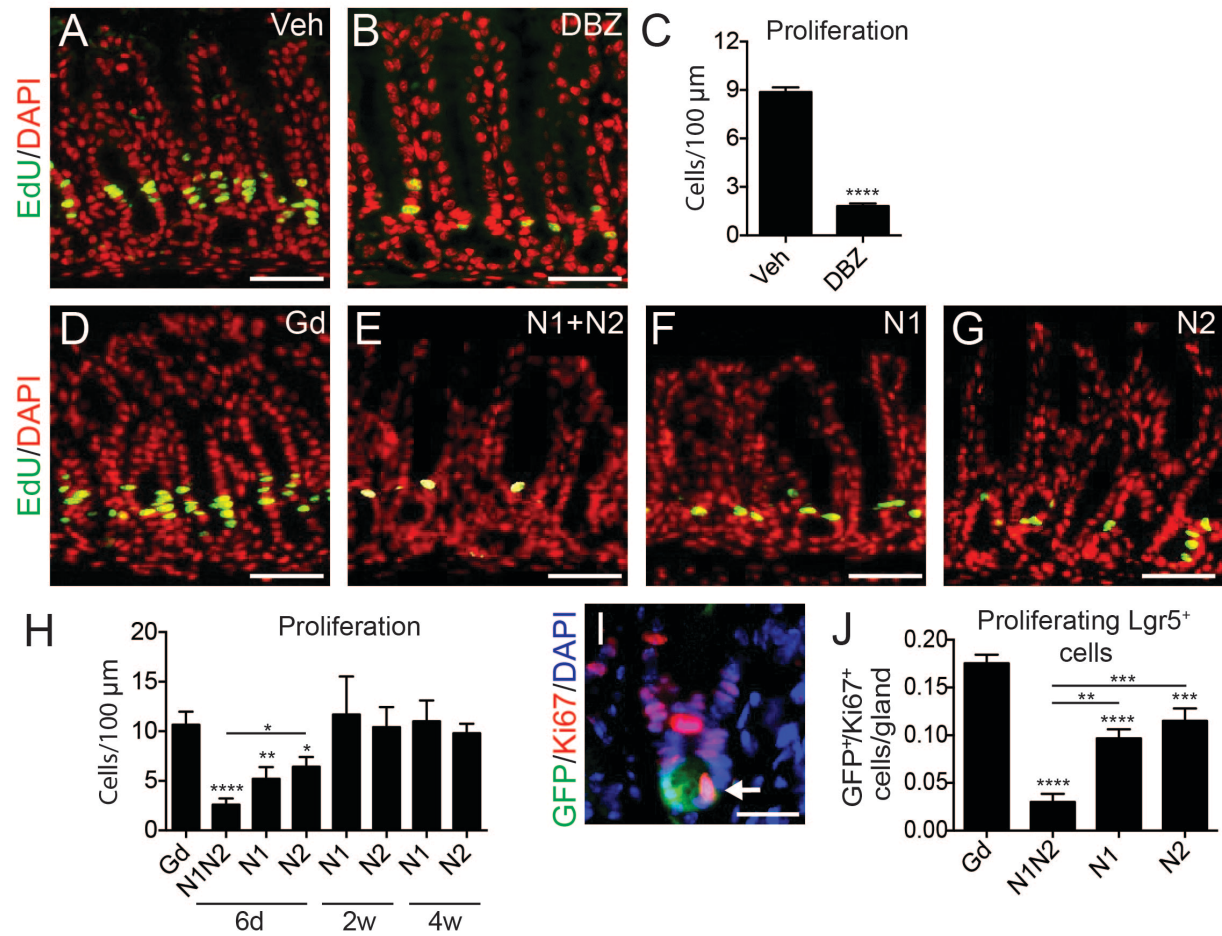 A
Veh
EdU/DAPI
B
DBZ
C
Proliferation
Cells/100 µm
12
9
6
3
0
****
Veh
DBZ
D
Gd
EdU/DAPI
E
N1+N2
F
N1
G
N2
H
Proliferation
Cells/100 µm
20
15
10
5
0
****
**
*
*
Gd
N1N2
N1
N2
N1
N2
N1
N2
6d
2w
4w
I
GFP/Ki67/DAPI
J
Proliferating Lgr5⁺
cells
GFP⁺/Ki67⁺
cells/gland
0.20
0.15
0.10
0.05
0.00
***
**
****
****
***
Gd
N1N2
N1
N2